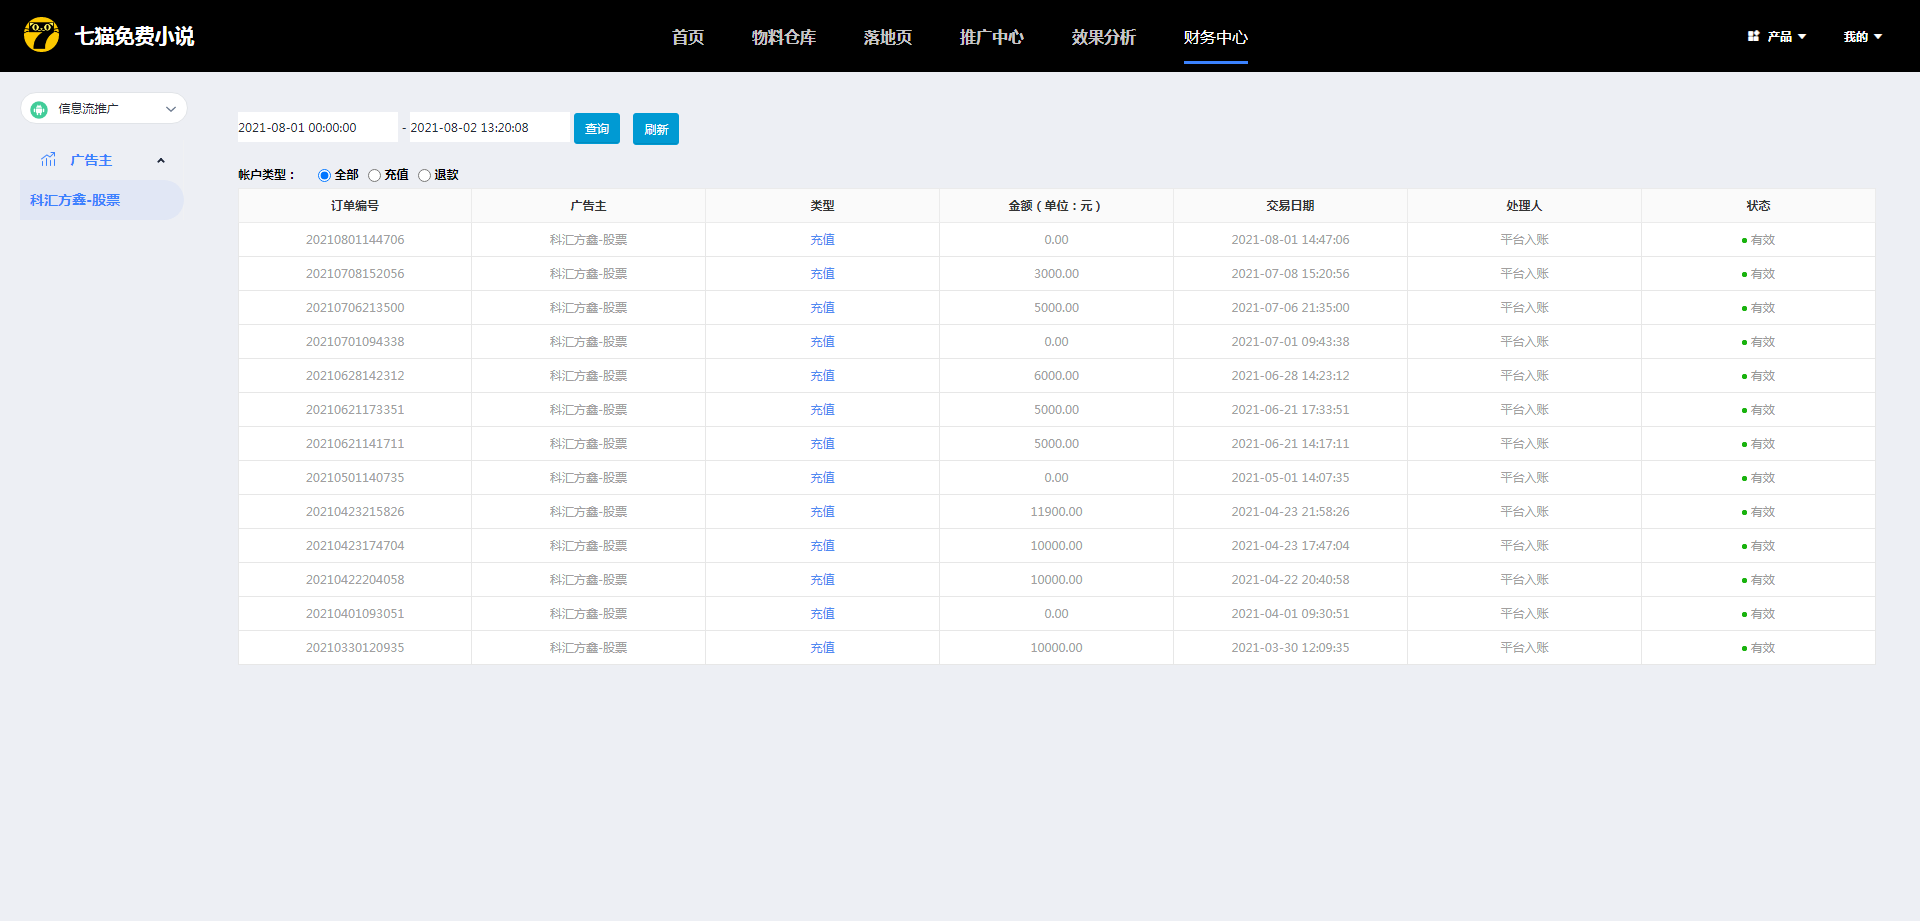 七猫免费小说
首页 物料仓库 落地页 推广中心 效果分析 财务中心
产品 我的
信息流推广
广告主
科汇方鑫-股票
2021-08-01 00:00:00 - 2021-08-02 13:20:08 查询 刷新
帐户类型： 全部 充值 退款
订单编号 广告主 类型 金额（单位：元） 交易日期 处理人 状态
20210801144706 科汇方鑫-股票 充值 0.00 2021-08-01 14:47:06 平台入账 有效
20210708152056 科汇方鑫-股票 充值 3000.00 2021-07-08 15:20:56 平台入账 有效
20210706213500 科汇方鑫-股票 充值 5000.00 2021-07-06 21:35:00 平台入账 有效
20210701094338 科汇方鑫-股票 充值 0.00 2021-07-01 09:43:38 平台入账 有效
20210628142312 科汇方鑫-股票 充值 6000.00 2021-06-28 14:23:12 平台入账 有效
20210621173351 科汇方鑫-股票 充值 5000.00 2021-06-21 17:33:51 平台入账 有效
20210621141711 科汇方鑫-股票 充值 5000.00 2021-06-21 14:17:11 平台入账 有效
20210501140735 科汇方鑫-股票 充值 0.00 2021-05-01 14:07:35 平台入账 有效
20210423215826 科汇方鑫-股票 充值 11900.00 2021-04-23 21:58:26 平台入账 有效
20210423174704 科汇方鑫-股票 充值 10000.00 2021-04-23 17:47:04 平台入账 有效
20210422204058 科汇方鑫-股票 充值 10000.00 2021-04-22 20:40:58 平台入账 有效
20210401093051 科汇方鑫-股票 充值 0.00 2021-04-01 09:30:51 平台入账 有效
20210330120935 科汇方鑫-股票 充值 10000.00 2021-03-30 12:09:35 平台入账 有效